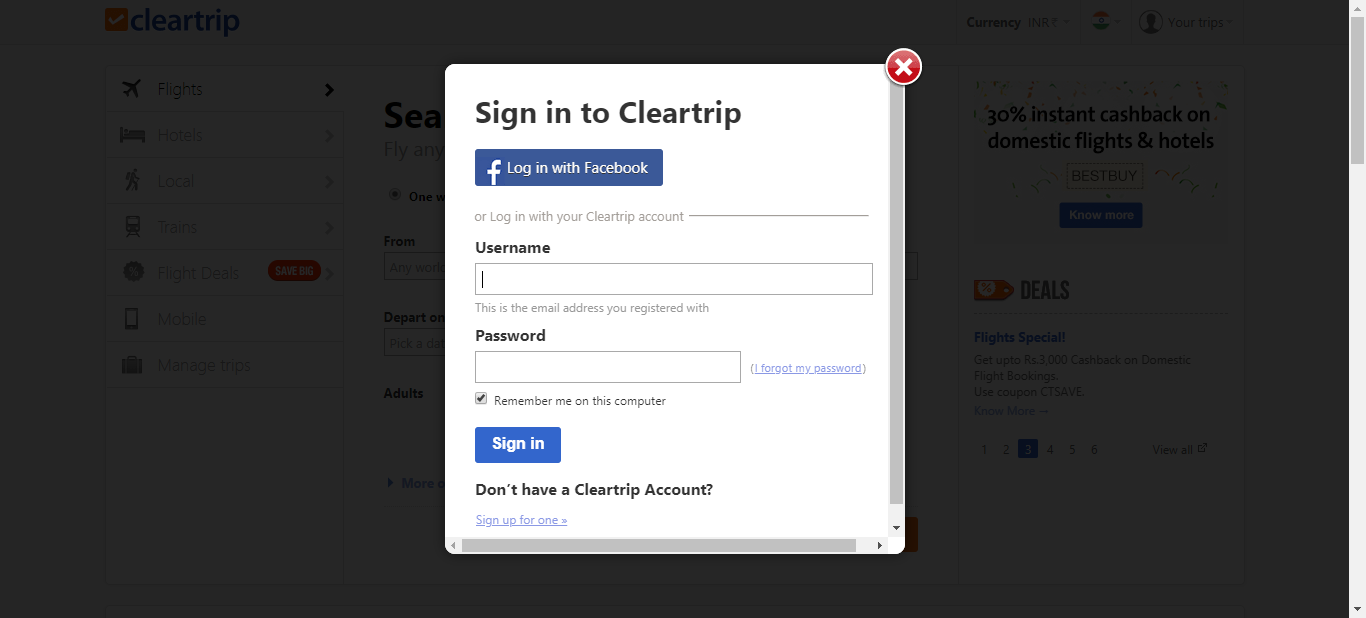 cleartrip
Currency INR ₹
Your trips
Flights
Hotels
Local
Trains
Flight Deals SAVE BIG
Mobile
Manage trips
Sea
Fly any
One w
From
Any worl
Depart on
Pick a dat
Adults
More o
Sign in to Cleartrip
f Log in with Facebook
or Log in with your Cleartrip account
Username
This is the email address you registered with
Password
(I forgot my password)
Remember me on this computer
Sign in
Don't have a Cleartrip Account?
Sign up for one »
30% instant cashback on
domestic flights & hotels
BESTBUY
Know more
% DEALS
Flights Special!
Get upto Rs.3,000 Cashback on Domestic
Flight Bookings.
Use coupon CTSAVE.
Know More →
1 2 3 4 5 6 View all